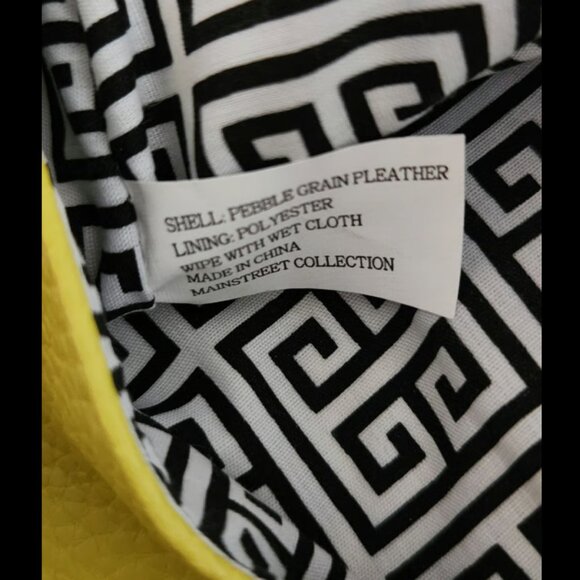 SHELL: PEBBLE GRAIN PLEATHER
LINING: POLYESTER
WIPE WITH WET CLOTH
MADE IN CHINA
MAINSTREET COLLECTION